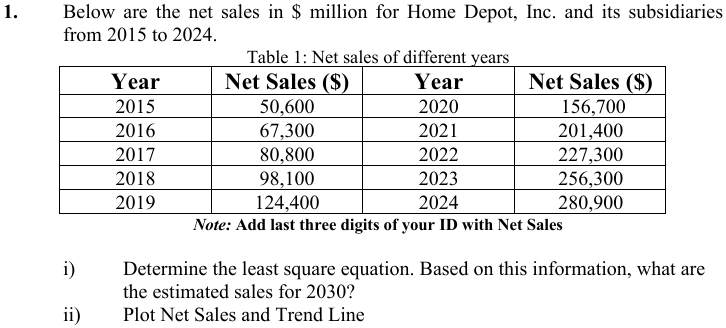 1. Below are the net sales in $ million for Home Depot, Inc. and its subsidiaries
from 2015 to 2024.
Table 1: Net sales of different years
Year Net Sales ($) Year Net Sales ($)
2015 50,600 2020 156,700
2016 67,300 2021 201,400
2017 80,800 2022 227,300
2018 98,100 2023 256,300
2019 124,400 2024 280,900
Note: Add last three digits of your ID with Net Sales
i) Determine the least square equation. Based on this information, what are
the estimated sales for 2030?
ii) Plot Net Sales and Trend Line